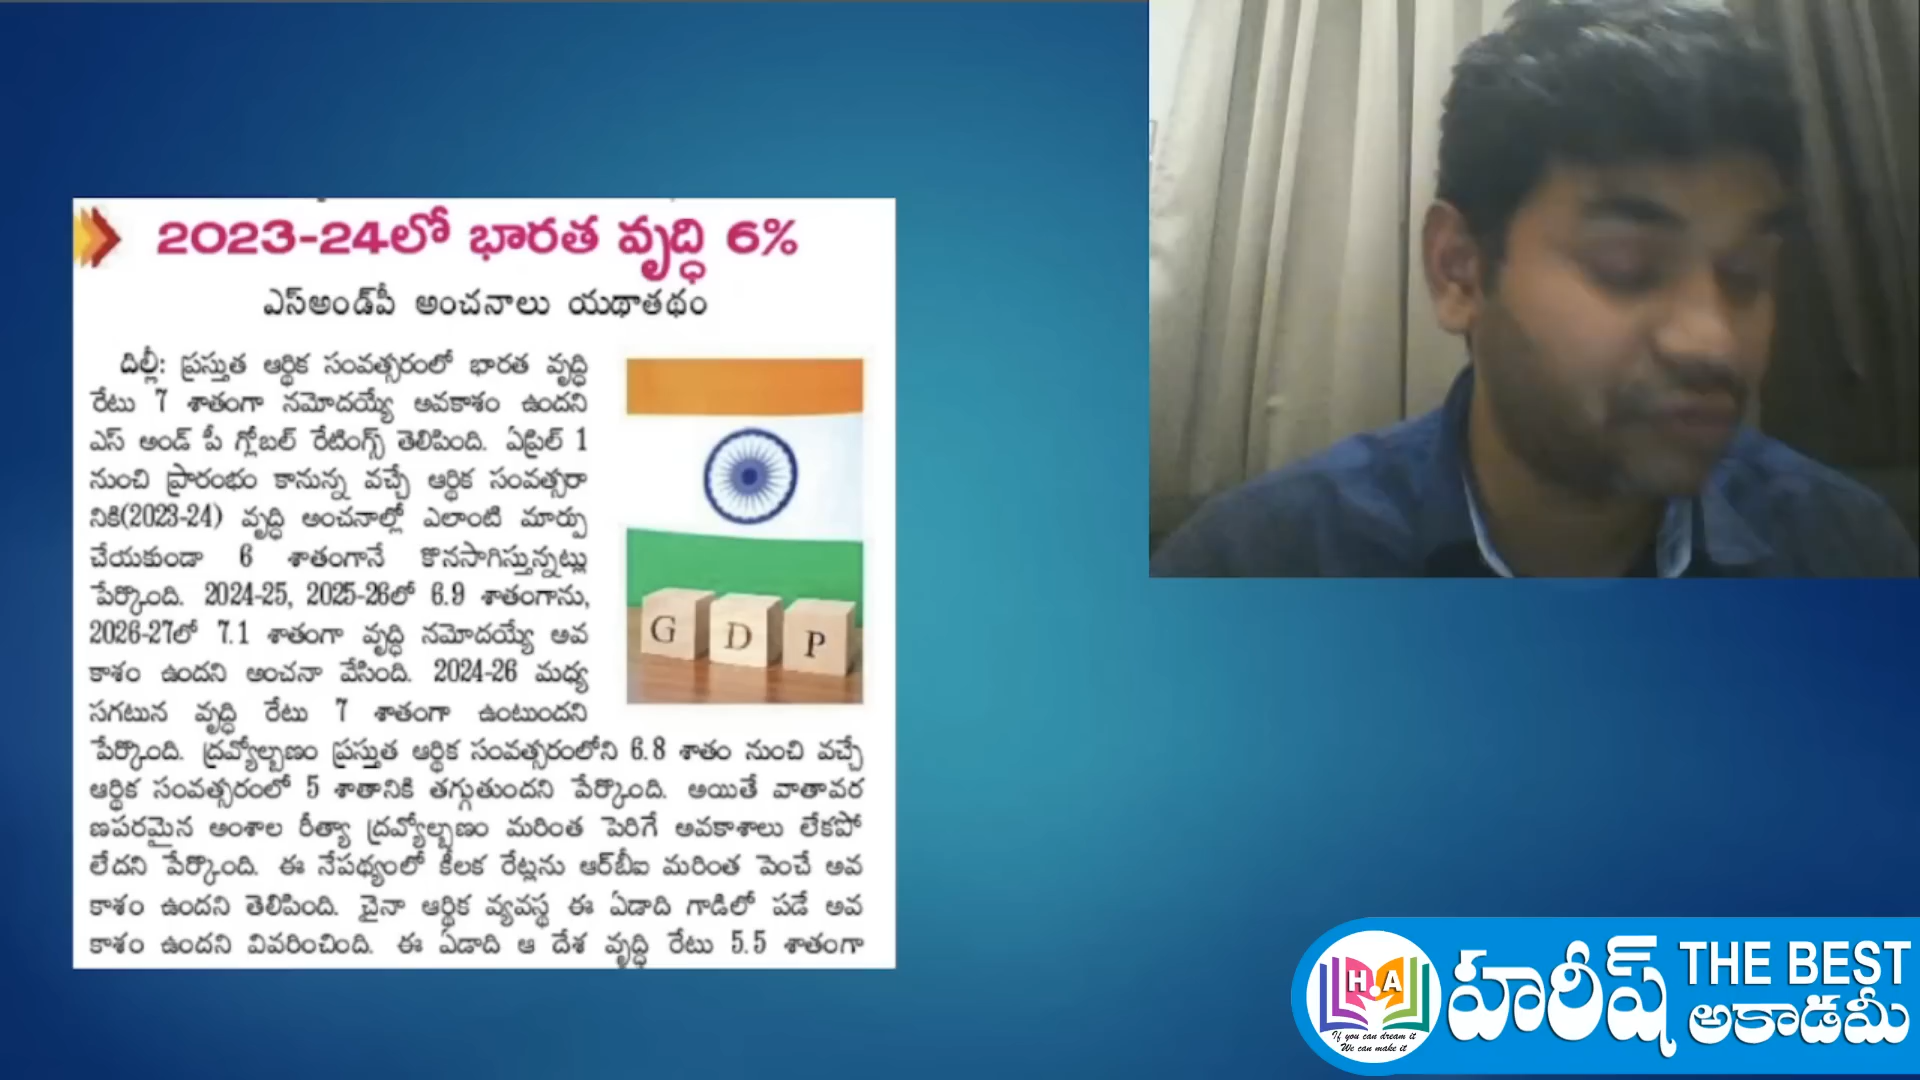 2023-24లో భారత వృద్ధి 6%
ఎస్అండ్‌పీ అంచనాలు యథాతథం
దిల్లీ: ప్రస్తుత ఆర్థిక సంవత్సరంలో భారత వృద్ధి
రేటు 7 శాతంగా నమోదయ్యే అవకాశం ఉందని
ఎస్ అండ్ పీ గ్లోబల్ రేటింగ్స్ తెలిపింది. ఏప్రిల్ 1
నుంచి ప్రారంభం కానున్న వచ్చే ఆర్థిక సంవత్సరా
నికి(2023-24) వృద్ధి అంచనాల్లో ఎలాంటి మార్పు
చేయకుండా 6 శాతంగానే కొనసాగిస్తున్నట్లు
పేర్కొంది. 2024-25, 2025-26లో 6.9 శాతంగాను,
2026-27లో 7.1 శాతంగా వృద్ధి నమోదయ్యే అవ
కాశం ఉందని అంచనా వేసింది. 2024-26 మధ్య
సగటున వృద్ధి రేటు 7 శాతంగా ఉంటుందని
పేర్కొంది. ద్రవ్యోల్బణం ప్రస్తుత ఆర్థిక సంవత్సరంలోని 6.8 శాతం నుంచి వచ్చే
ఆర్థిక సంవత్సరంలో 5 శాతానికి తగ్గుతుందని పేర్కొంది. అయితే వాతావర
ణపరమైన అంశాల రీత్యా ద్రవ్యోల్బణం మరింత పెరిగే అవకాశాలు లేకపో
లేదని పేర్కొంది. ఈ నేపథ్యంలో కీలక రేట్లను ఆర్‌బీఐ మరింత పెంచే అవ
కాశం ఉందని తెలిపింది. చైనా ఆర్థిక వ్యవస్థ ఈ ఏడాది గాడిలో పడే అవ
కాశం ఉందని వివరించింది. ఈ ఏడాది ఆ దేశ వృద్ధి రేటు 5.5 శాతంగా
G D P
H.A
If you can dream it
We can make it
హరీష్
THE BEST
అకాడమీ